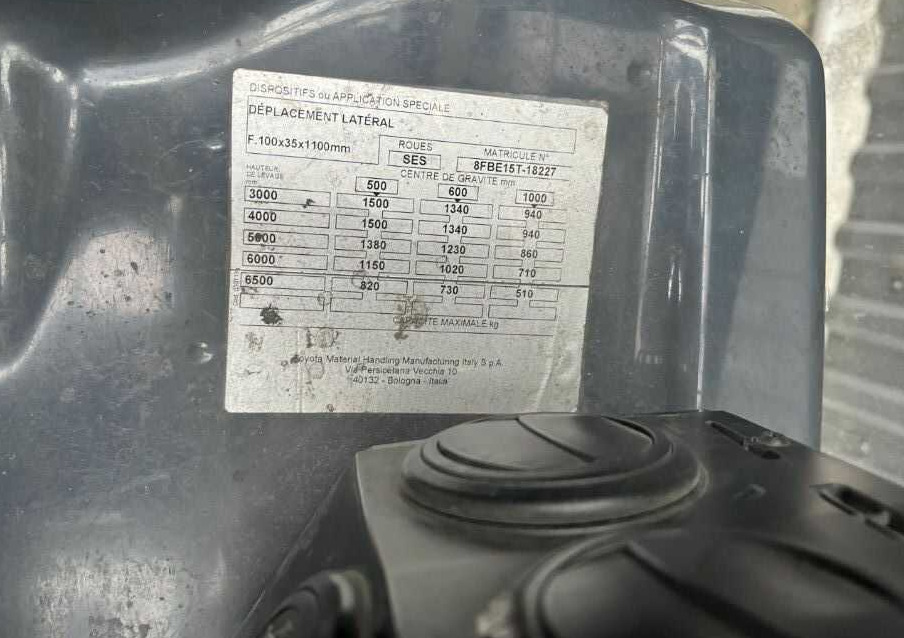 DISPOSITIFS ou APPLICATION SPECIALE
DÉPLACEMENT LATÉRAL
F.100x35x1100mm
ROUES
SES
MATRICULE N°
8FBE15T-18227
HAUTEUR
DE LEVAGE
mm
CENTRE DE GRAVITE mm
500 600 1000
3000 1500 1340 940
4000 1500 1340 940
5000 1380 1230 860
6000 1150 1020 710
6500 820 730 510
MAXIMALE kg
Toyota Material Handling Manufacturing Italy S.p.A.
Via Persicetana Vecchia 10
40132 - Bologna - Italia